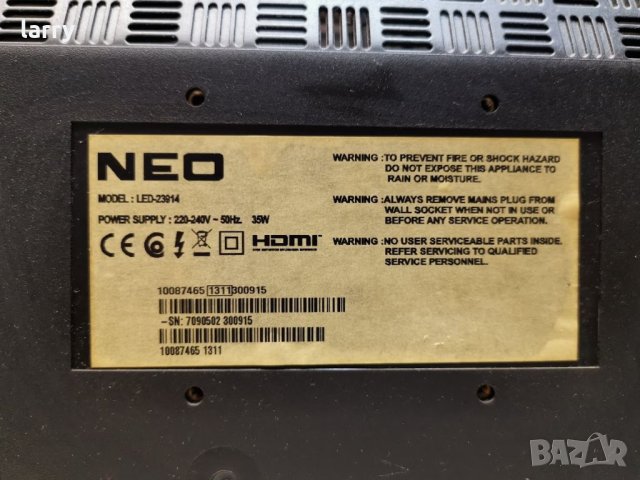 larry
NEO
MODEL : LED-23914
POWER SUPPLY : 220-240V ~ 50Hz. 35W
CE
HDMI
WARNING :TO PREVENT FIRE OR SHOCK HAZARD
DO NOT EXPOSE THIS APPLIANCE TO
RAIN OR MOISTURE.
WARNING :ALWAYS REMOVE MAINS PLUG FROM
WALL SOCKET WHEN NOT IN USE OR
BEFORE ANY SERVICE OPERATION.
WARNING :NO USER SERVICEABLE PARTS INSIDE.
REFER SERVICING TO QUALIFIED
SERVICE PERSONNEL.
10087465 1311 300915
-SN: 7090502 300915
10087465 1311
BAZAR